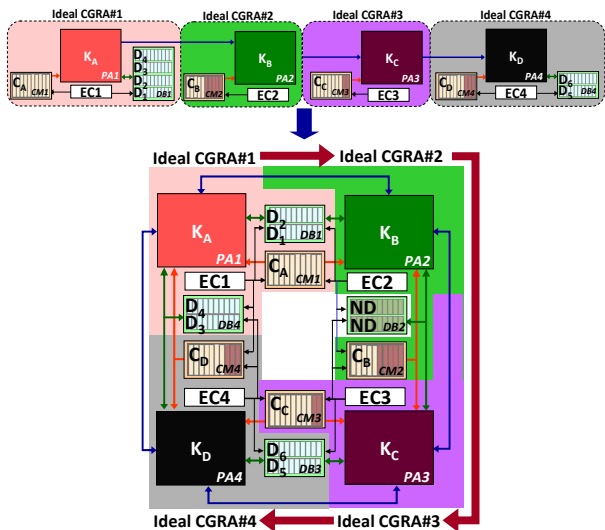 Ideal CGRA#1 Ideal CGRA#2 Ideal CGRA#3 Ideal CGRA#4
KA PA1
D4
D3
D2
D1 DB1
CA CM1
EC1
KB PA2
CB CM2
EC2
KC PA3
CC CM3
EC3
KD PA4
CD CM4
EC4
D6
D5 DB4
Ideal CGRA#1 Ideal CGRA#2
KA PA1
D2
D1 DB1
KB PA2
CA CM1
EC1 EC2
D4
D3 DB4
ND
ND DB2
CD CM4
CB CM2
EC4 EC3
CC CM3
KD PA4
D6
D5 DB3
KC PA3
Ideal CGRA#4 Ideal CGRA#3